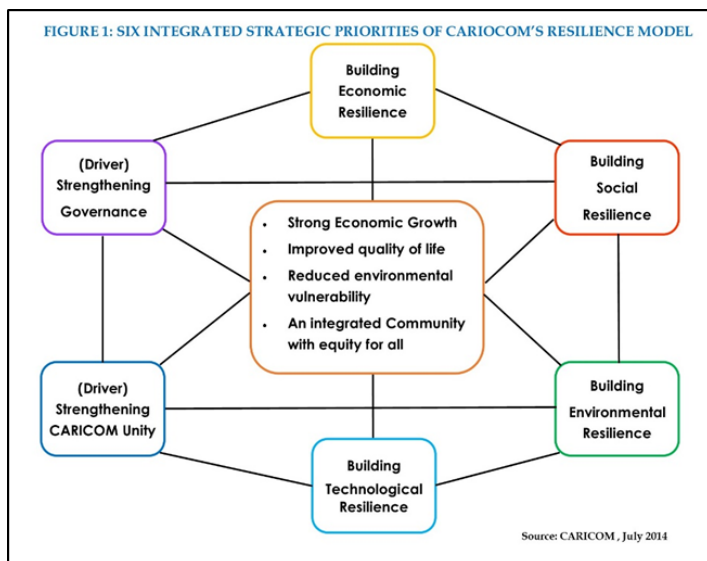 FIGURE 1: SIX INTEGRATED STRATEGIC PRIORITIES OF CARIOCOM'S RESILIENCE MODEL
Building
Economic
Resilience
(Driver)
Strengthening
Governance
Building
Social
Resilience
• Strong Economic Growth
• Improved quality of life
• Reduced environmental
vulnerability
• An integrated Community
with equity for all
(Driver)
Strengthening
CARICOM Unity
Building
Environmental
Resilience
Building
Technological
Resilience
Source: CARICOM , July 2014